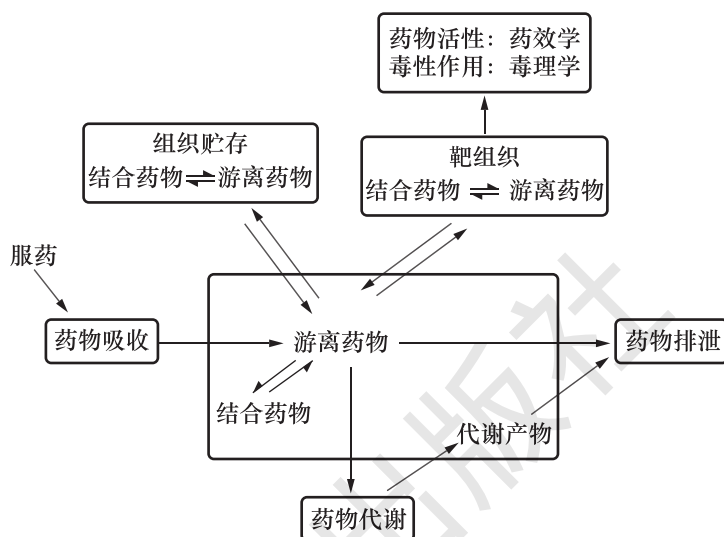 药物活性：药效学
毒性作用：毒理学
组织贮存
结合药物 游离药物
靶组织
结合药物 游离药物
服药
药物吸收
游离药物
药物排泄
结合药物
代谢产物
药物代谢
出版社